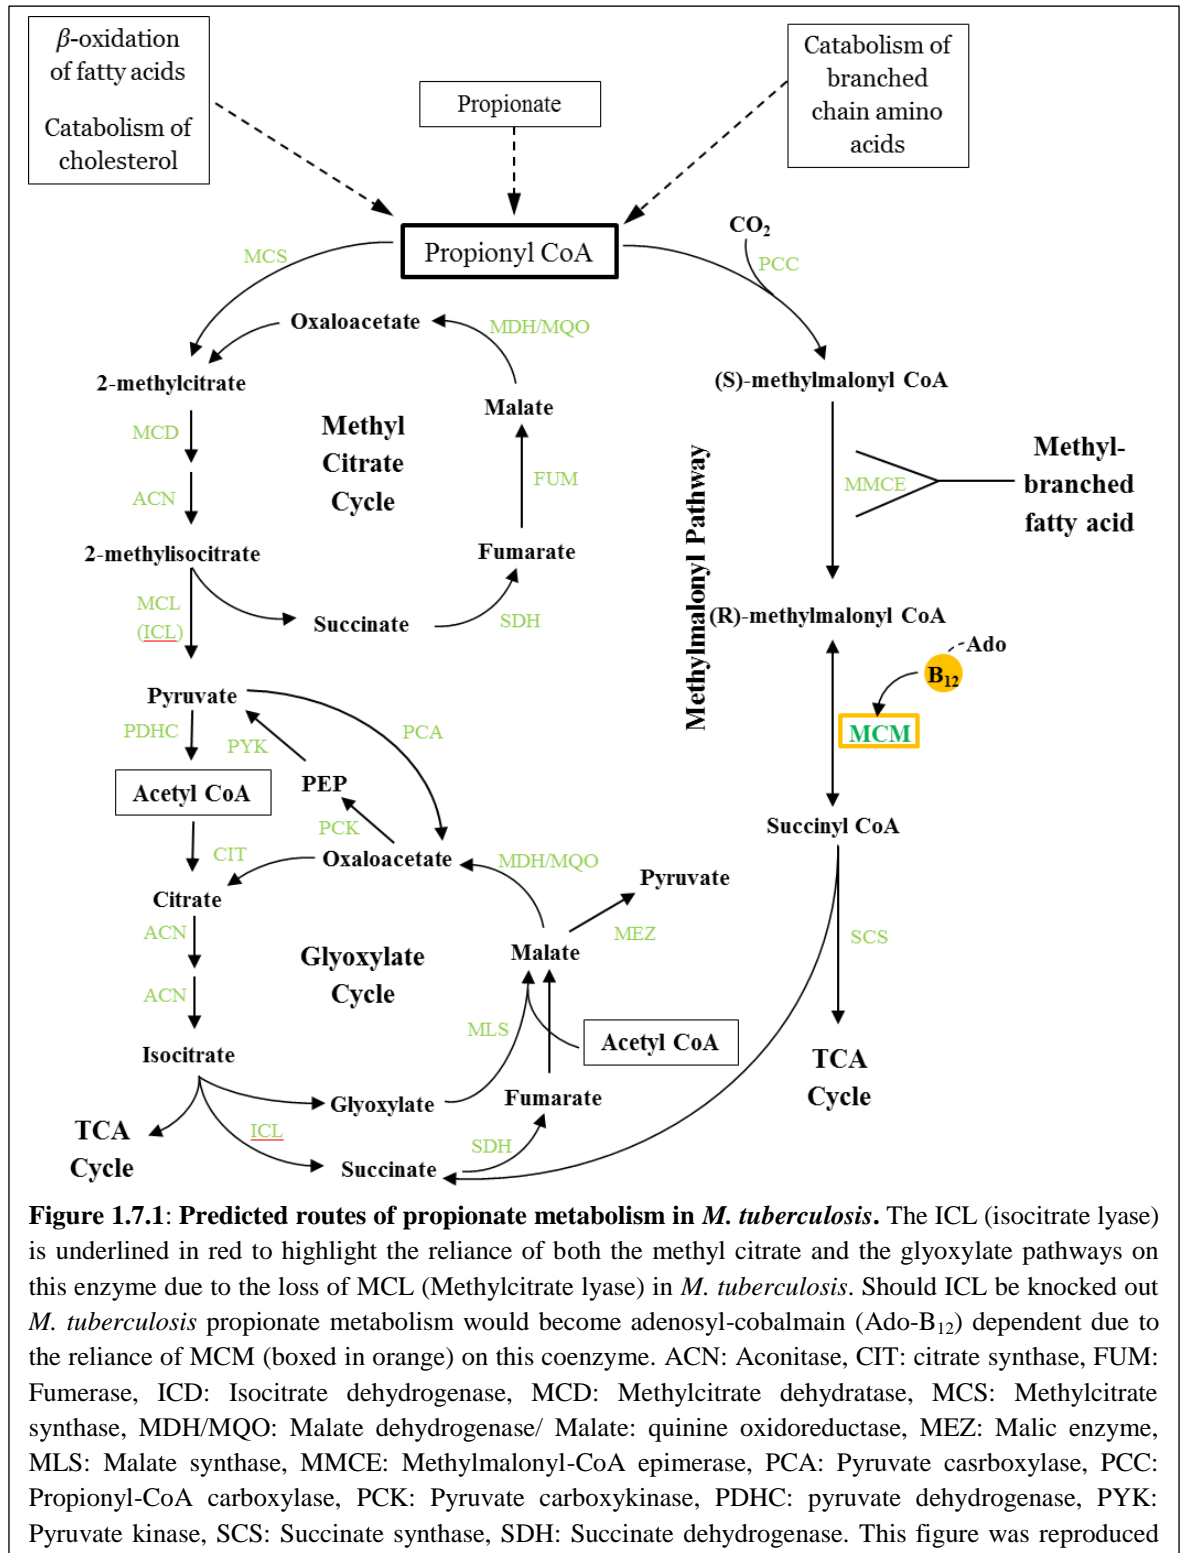 β-oxidation
of fatty acids
Catabolism of
cholesterol
Propionate
Catabolism of
branched
chain amino
acids
Propionyl CoA
CO₂
MCS
PCC
Oxaloacetate
MDH/MQO
2-methylcitrate
(S)-methylmalonyl CoA
Malate
Methyl
Citrate
Cycle
MCD
FUM
ACN
Methylmalonyl Pathway
MMCE
Methyl-
branched
fatty acid
2-methylisocitrate
Fumarate
MCL
(ICL)
Succinate
SDH
(R)-methylmalonyl CoA
Ado
B₁₂
Pyruvate
PDHC
PYK
PCA
MCM
PEP
Acetyl CoA
PCK
Succinyl CoA
CIT
Oxaloacetate
MDH/MQO
Pyruvate
Citrate
ACN
MEZ
SCS
Glyoxylate
Cycle
Malate
ACN
MLS
Acetyl CoA
Isocitrate
TCA
Cycle
Glyoxylate
Fumarate
TCA
Cycle
ICL
SDH
Succinate
Figure 1.7.1: Predicted routes of propionate metabolism in M. tuberculosis. The ICL (isocitrate lyase)
is underlined in red to highlight the reliance of both the methyl citrate and the glyoxylate pathways on
this enzyme due to the loss of MCL (Methylcitrate lyase) in M. tuberculosis. Should ICL be knocked out
M. tuberculosis propionate metabolism would become adenosyl-cobalmain (Ado-B₁₂) dependent due to
the reliance of MCM (boxed in orange) on this coenzyme. ACN: Aconitase, CIT: citrate synthase, FUM:
Fumerase, ICD: Isocitrate dehydrogenase, MCD: Methylcitrate dehydratase, MCS: Methylcitrate
synthase, MDH/MQO: Malate dehydrogenase/ Malate: quinine oxidoreductase, MEZ: Malic enzyme,
MLS: Malate synthase, MMCE: Methylmalonyl-CoA epimerase, PCA: Pyruvate casrboxylase, PCC:
Propionyl-CoA carboxylase, PCK: Pyruvate carboxykinase, PDHC: pyruvate dehydrogenase, PYK:
Pyruvate kinase, SCS: Succinate synthase, SDH: Succinate dehydrogenase. This figure was reproduced